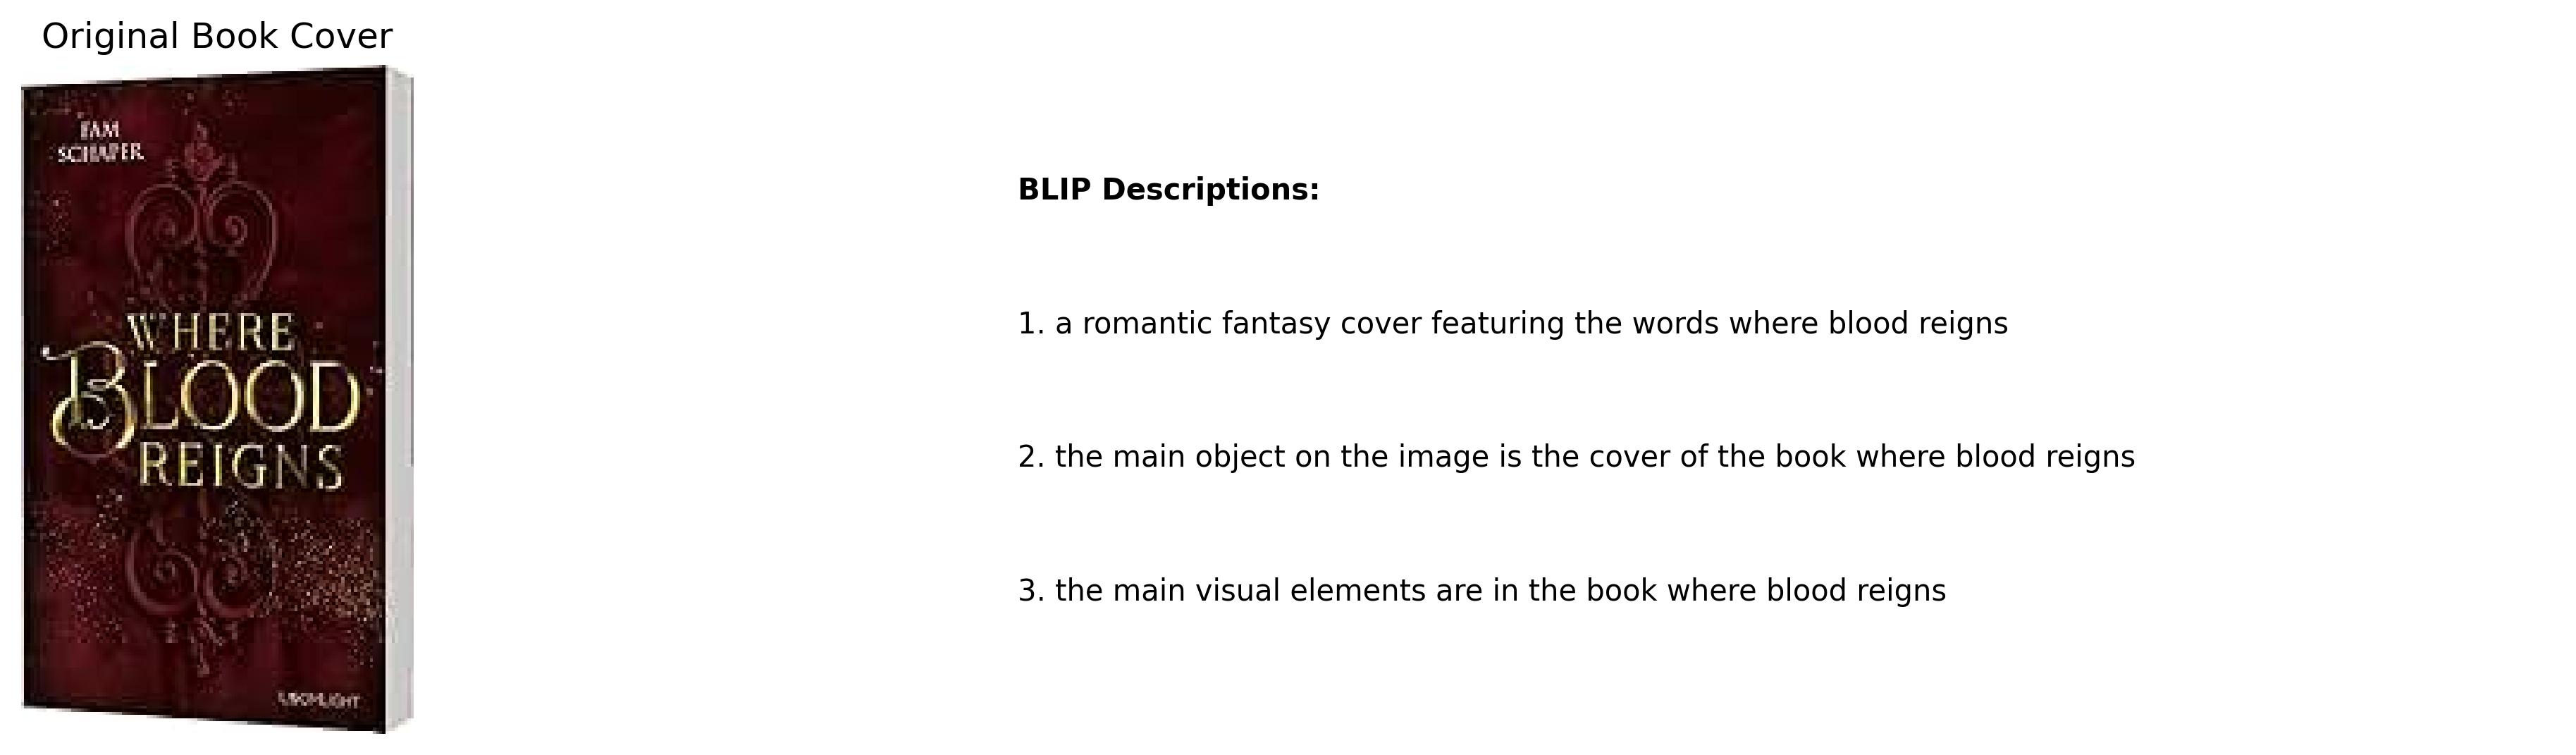 Original Book Cover
FAM
SCHAPER
WHERE
BLOOD
REIGNS
BLIP Descriptions:
1. a romantic fantasy cover featuring the words where blood reigns
2. the main object on the image is the cover of the book where blood reigns
3. the main visual elements are in the book where blood reigns